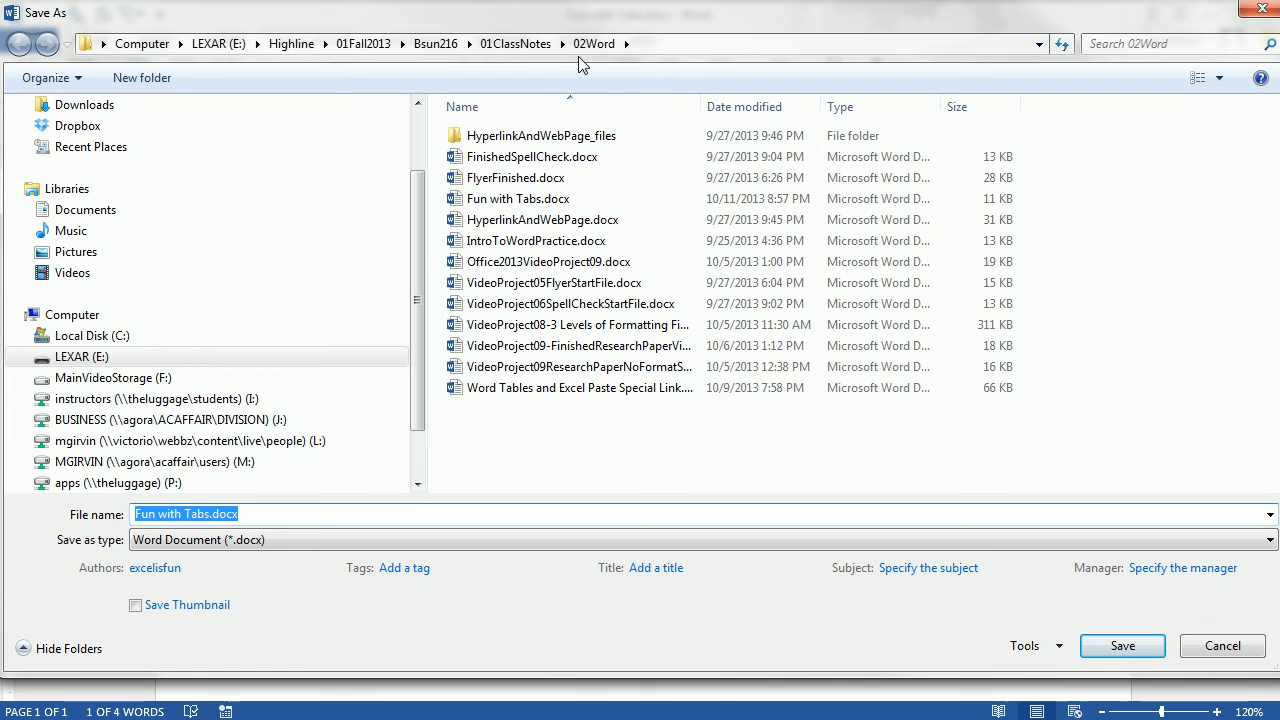 Save As
Computer LEXAR (E:) Highline 01Fall2013 Bsun216 01ClassNotes 02Word Search 02Word
Organize New folder
Name Date modified Type Size
Downloads
Dropbox
Recent Places
Libraries
Documents
Music
Pictures
Videos
Computer
Local Disk (C:)
LEXAR (E:)
MainVideoStorage (F:)
instructors (\\theluggage\students) (I:)
BUSINESS (\\agora\ACAFFAIR\DIVISION) (J:)
mgirvin (\\victorio\webbz\content\live\people) (L:)
MGIRVIN (\\agora\acaffair\users) (M:)
apps (\\theluggage) (P:)
HyperlinkAndWebPage_files 9/27/2013 9:46 PM File folder
FinishedSpellCheck.docx 9/27/2013 9:04 PM Microsoft Word D... 13 KB
FlyerFinished.docx 9/27/2013 6:26 PM Microsoft Word D... 28 KB
Fun with Tabs.docx 10/11/2013 8:57 PM Microsoft Word D... 11 KB
HyperlinkAndWebPage.docx 9/27/2013 9:45 PM Microsoft Word D... 31 KB
IntroToWordPractice.docx 9/25/2013 4:36 PM Microsoft Word D... 13 KB
Office2013VideoProject09.docx 10/5/2013 1:00 PM Microsoft Word D... 19 KB
VideoProject05FlyerStartFile.docx 9/27/2013 6:04 PM Microsoft Word D... 15 KB
VideoProject06SpellCheckStartFile.docx 9/27/2013 9:02 PM Microsoft Word D... 13 KB
VideoProject08-3 Levels of Formatting Fi... 10/5/2013 11:30 AM Microsoft Word D... 311 KB
VideoProject09-FinishedResearchPaperVi... 10/6/2013 1:12 PM Microsoft Word D... 18 KB
VideoProject09ResearchPaperNoFormatS... 10/5/2013 12:38 PM Microsoft Word D... 16 KB
Word Tables and Excel Paste Special Link.... 10/9/2013 7:58 PM Microsoft Word D... 66 KB
File name: Fun with Tabs.docx
Save as type: Word Document (*.docx)
Authors: excelisfun Tags: Add a tag Title: Add a title Subject: Specify the subject Manager: Specify the manager
Save Thumbnail
Hide Folders Tools Save Cancel
PAGE 1 OF 1 1 OF 4 WORDS 120%